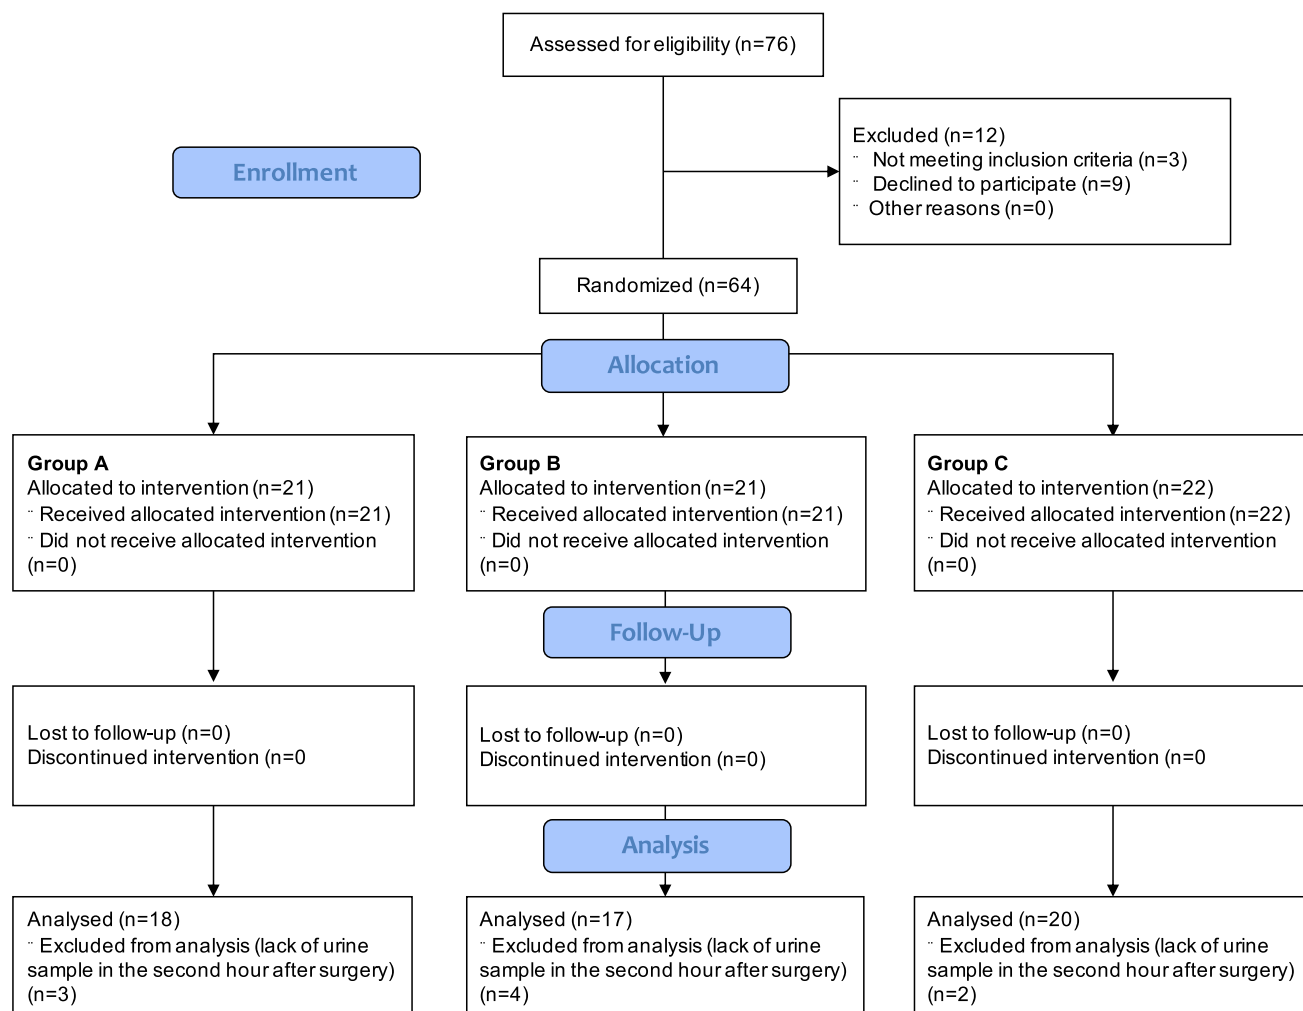 Assessed for eligibility (n=76)
Excluded (n=12)
¨ Not meeting inclusion criteria (n=3)
¨ Declined to participate (n=9)
¨ Other reasons (n=0)
Enrollment
Randomized (n=64)
Allocation
Group A
Allocated to intervention (n=21)
¨ Received allocated intervention (n=21)
¨ Did not receive allocated intervention
(n=0)
Group B
Allocated to intervention (n=21)
¨ Received allocated intervention (n=21)
¨ Did not receive allocated intervention
(n=0)
Group C
Allocated to intervention (n=22)
¨ Received allocated intervention (n=22)
¨ Did not receive allocated intervention
(n=0)
Follow-Up
Lost to follow-up (n=0)
Discontinued intervention (n=0
Lost to follow-up (n=0)
Discontinued intervention (n=0)
Lost to follow-up (n=0)
Discontinued intervention (n=0
Analysis
Analysed (n=18)
¨ Excluded from analysis (lack of urine
sample in the second hour after surgery)
(n=3)
Analysed (n=17)
¨ Excluded from analysis (lack of urine
sample in the second hour after surgery)
(n=4)
Analysed (n=20)
¨ Excluded from analysis (lack of urine
sample in the second hour after surgery)
(n=2)